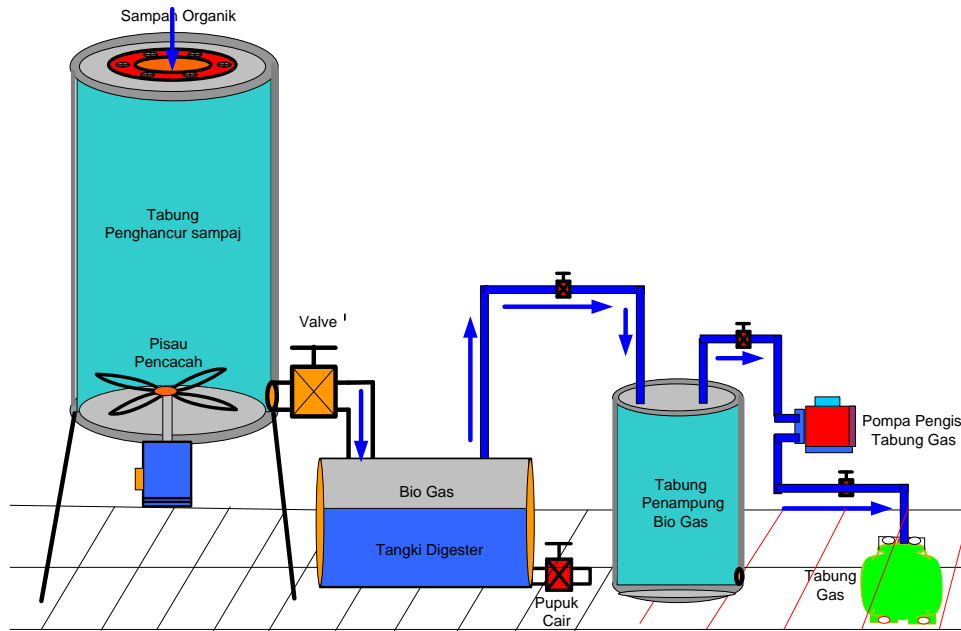 Sampah Organik
Tabung
Penghancur sampaj
Pisau
Pencacah
Valve
Bio Gas
Tangki Digester
Pupuk
Cair
Tabung
Penampung
Bio Gas
Pompa Pengis
Tabung Gas
Tabung
Gas